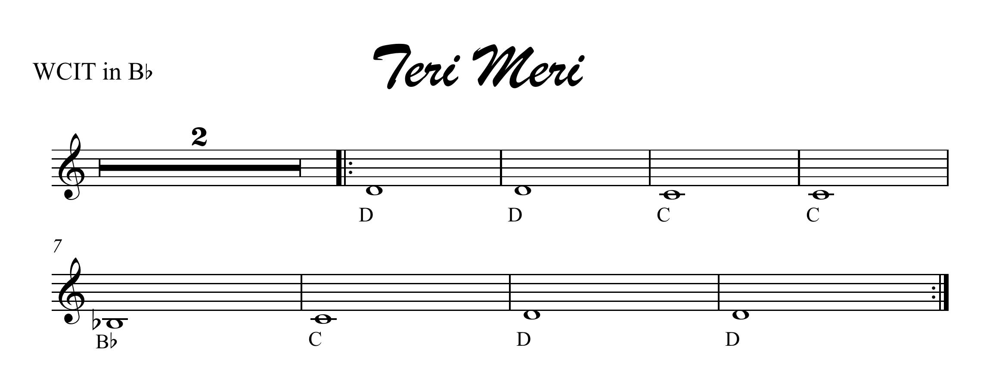 Teri Meri
WCIT in B♭
2
D D C C
7
B♭ C D D